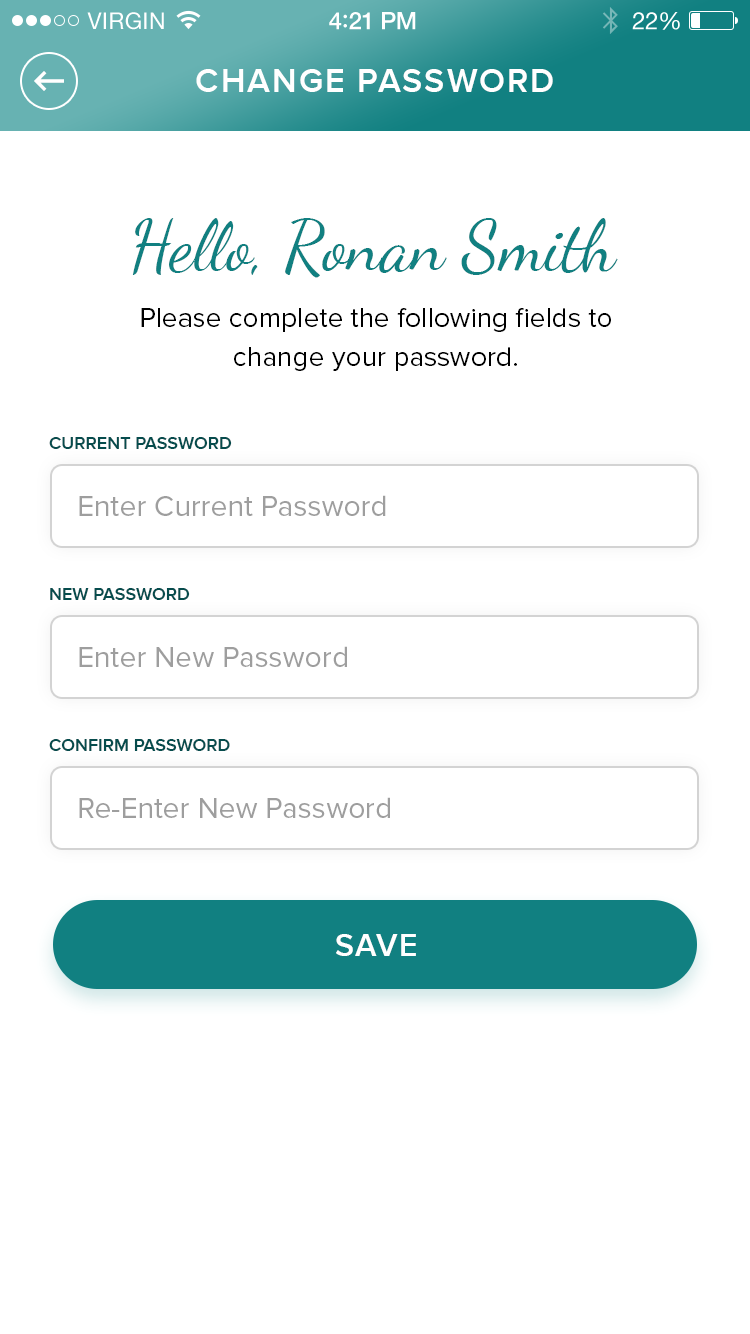 VIRGIN 4:21 PM 22%
CHANGE PASSWORD
Hello, Ronan Smith
Please complete the following fields to
change your password.
CURRENT PASSWORD
Enter Current Password
NEW PASSWORD
Enter New Password
CONFIRM PASSWORD
Re-Enter New Password
SAVE